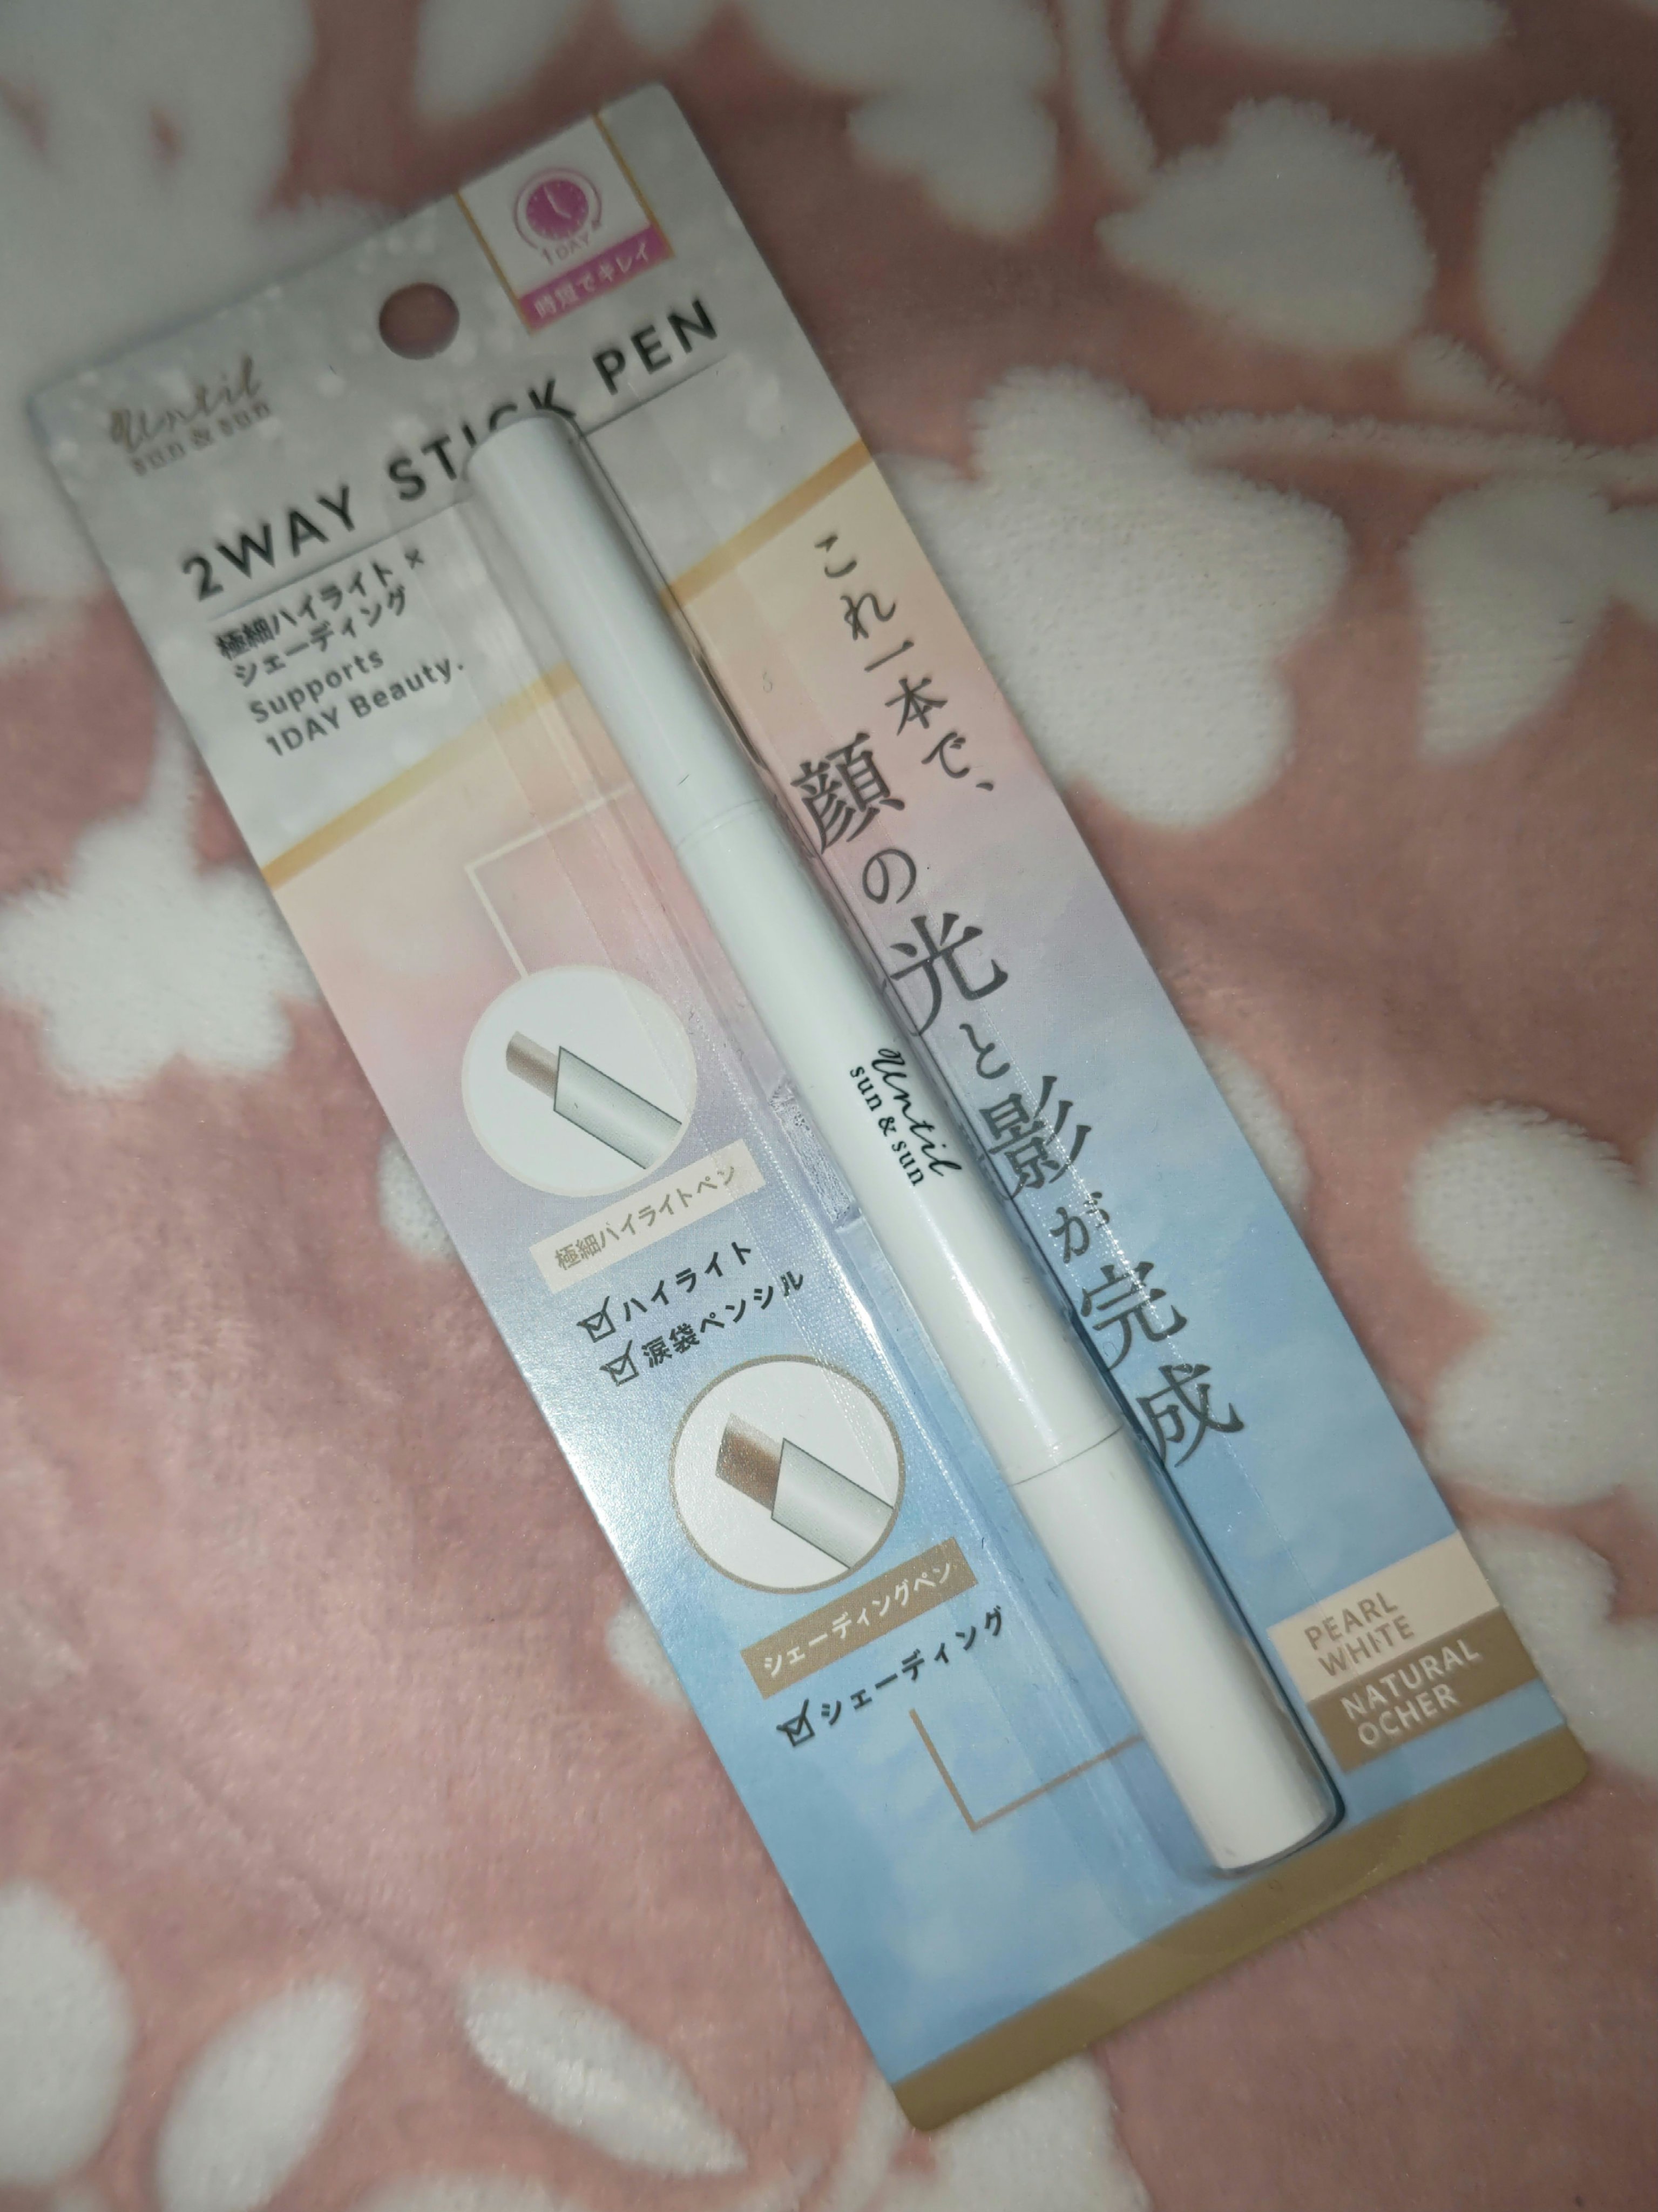 1DAY
時短でキレイ
until
sun & sun
2WAY STICK PEN
極細ハイライト×
シェーディング
Supports
1DAY Beauty.
これ一本で、
顔の光と影が完成
until
sun & sun
極細ハイライトペン
ハイライト
涙袋ペンシル
シェーディングペン
シェーディング
PEARL
WHITE
NATURAL
OCHER